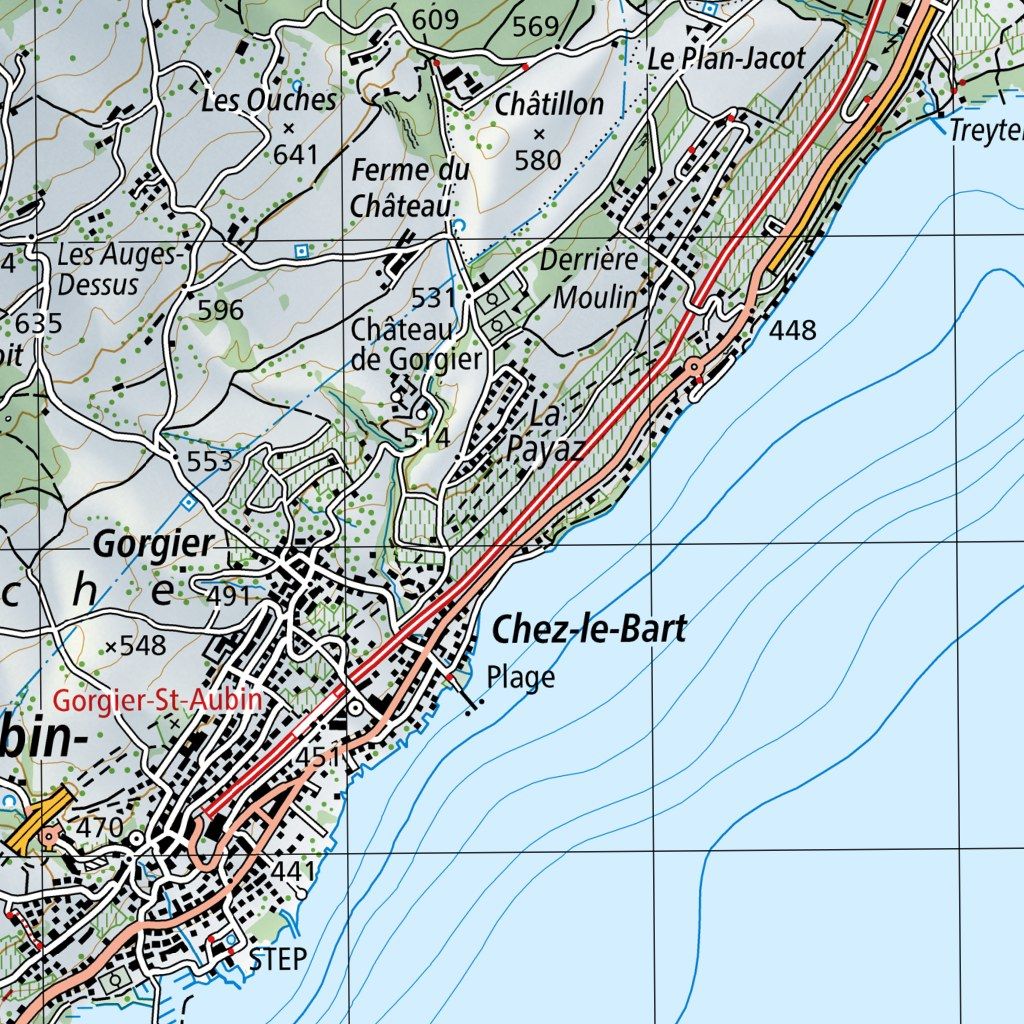 609
569
Le Plan-Jacot
Les Ouches
641
Châtillon
580
Ferme du
Château
Les Auges-
Dessus
4
596
635
Derrière
Moulin
531
Château
de Gorgier
448
514
La
Payaz
553
Gorgier
c h e
491
548
Chez-le-Bart
Plage
Gorgier-St-Aubin
bin-
451
470
441
STEP